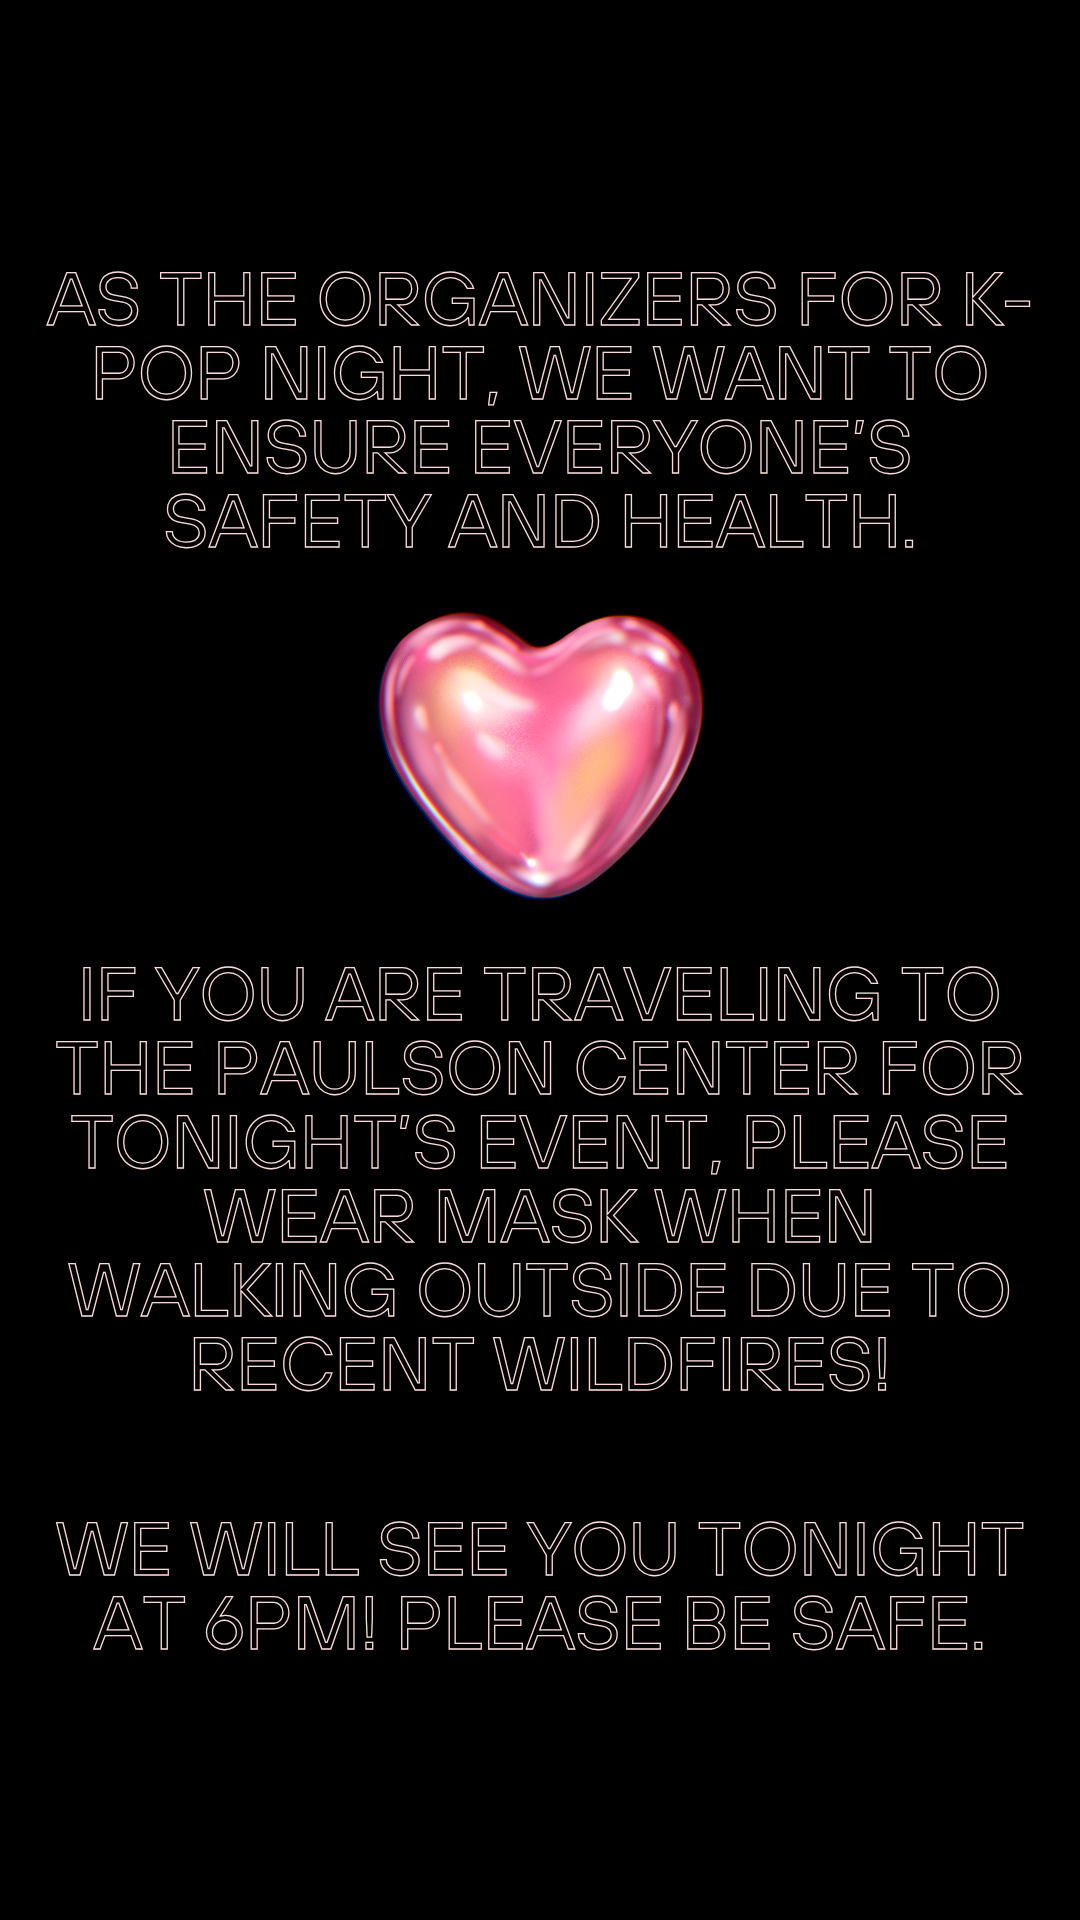 AS THE ORGANIZERS FOR K-
POP NIGHT, WE WANT TO
ENSURE EVERYONE'S
SAFETY AND HEALTH.
IF YOU ARE TRAVELING TO
THE PAULSON CENTER FOR
TONIGHT'S EVENT, PLEASE
WEAR MASK WHEN
WALKING OUTSIDE DUE TO
RECENT WILDFIRES!
WE WILL SEE YOU TONIGHT
AT 6PM! PLEASE BE SAFE.